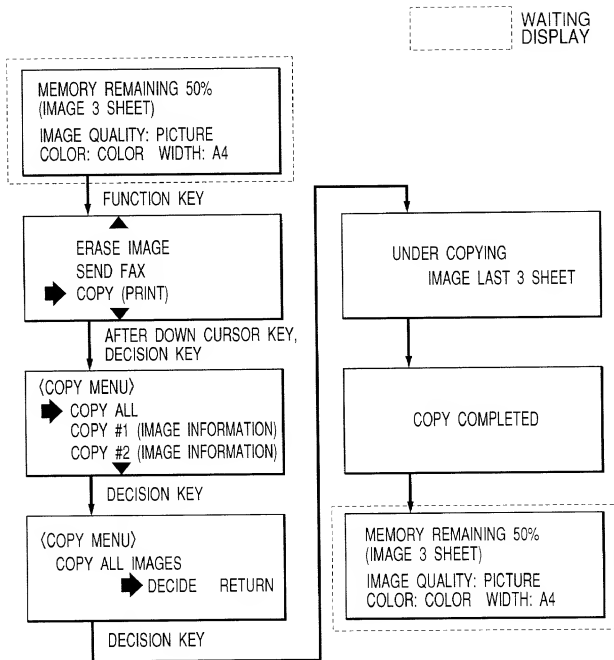 WAITING
DISPLAY
MEMORY REMAINING 50%
(IMAGE 3 SHEET)
IMAGE QUALITY: PICTURE
COLOR: COLOR WIDTH: A4
FUNCTION KEY
ERASE IMAGE
SEND FAX
COPY (PRINT)
AFTER DOWN CURSOR KEY,
DECISION KEY
〈COPY MENU〉
COPY ALL
COPY #1 (IMAGE INFORMATION)
COPY #2 (IMAGE INFORMATION)
DECISION KEY
〈COPY MENU〉
COPY ALL IMAGES
DECIDE RETURN
DECISION KEY
UNDER COPYING
IMAGE LAST 3 SHEET
COPY COMPLETED
MEMORY REMAINING 50%
(IMAGE 3 SHEET)
IMAGE QUALITY: PICTURE
COLOR: COLOR WIDTH: A4